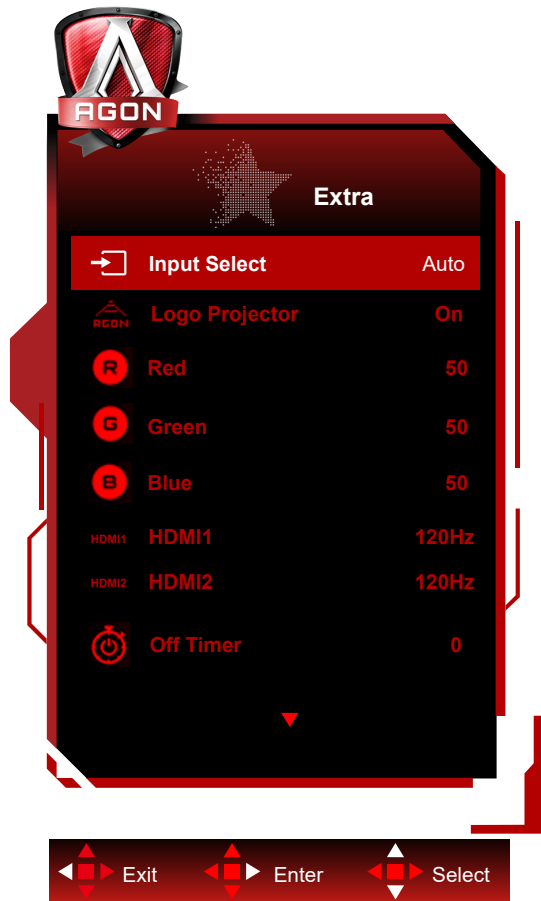 AGON
Extra
Input Select Auto
AGON Logo Projector On
R Red 50
G Green 50
B Blue 50
HDMI1 HDMI1 120Hz
HDMI2 HDMI2 120Hz
Off Timer 0
Exit Enter Select